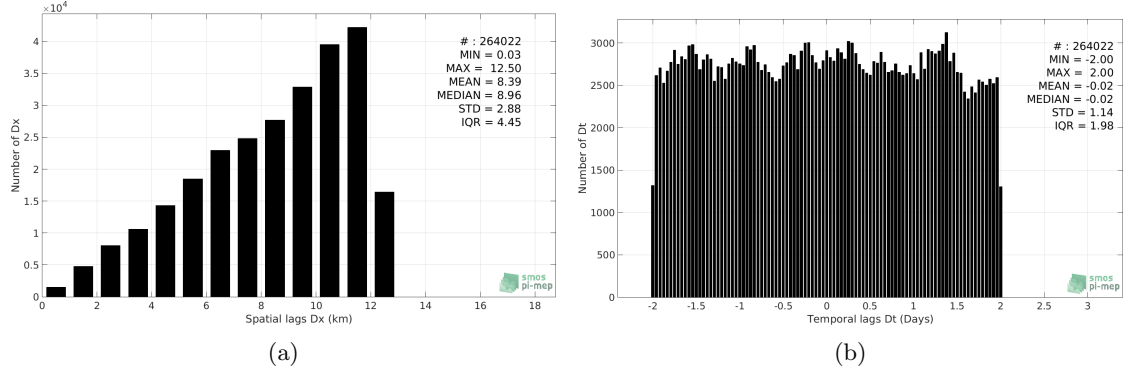 ×10⁴
4
3.5
3
2.5
2
1.5
1
0.5
0
Number of Dx
# : 264022
MIN = 0.03
MAX = 12.50
MEAN = 8.39
MEDIAN = 8.96
STD = 2.88
IQR = 4.45
smos
pi-mep
0 2 4 6 8 10 12 14 16 18
Spatial lags Dx (km)
(a)
3000
2500
2000
1500
1000
500
0
Number of Dt
# : 264022
MIN = -2.00
MAX = 2.00
MEAN = -0.02
MEDIAN = -0.02
STD = 1.14
IQR = 1.98
smos
pi-mep
-2 -1.5 -1 -0.5 0 0.5 1 1.5 2 2.5 3
Temporal lags Dt (Days)
(b)